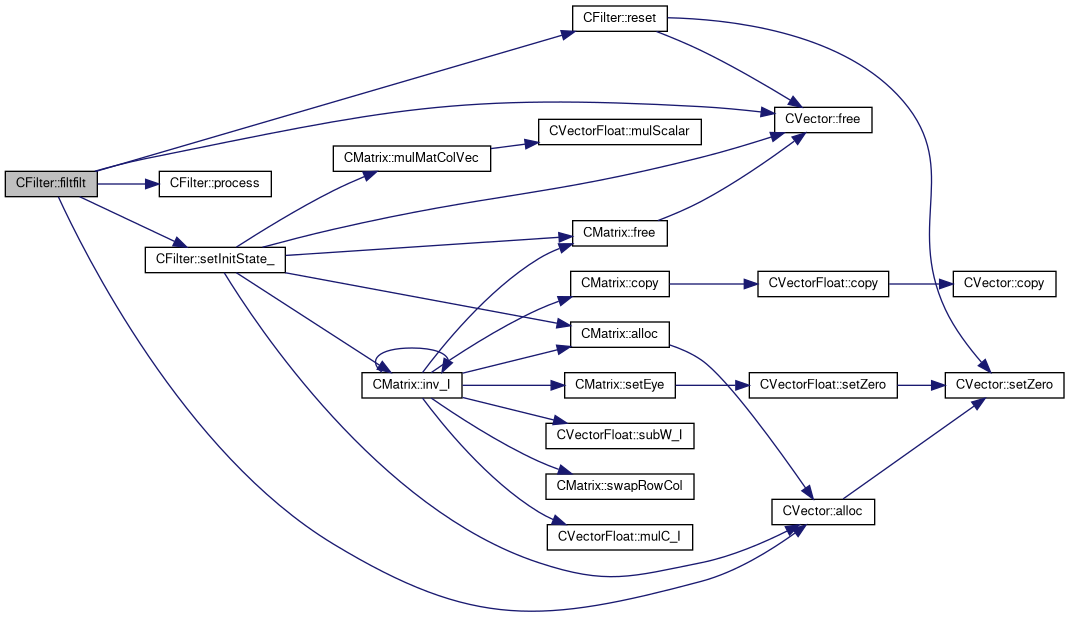 CFilter::reset
CVector::free
CVectorFloat::mulScalar
CMatrix::mulMatColVec
CFilter::filtfilt
CFilter::process
CMatrix::free
CFilter::setInitState_
CMatrix::copy
CVectorFloat::copy
CVector::copy
CMatrix::alloc
CMatrix::inv_I
CMatrix::setEye
CVectorFloat::setZero
CVector::setZero
CVectorFloat::subW_I
CMatrix::swapRowCol
CVector::alloc
CVectorFloat::mulC_I